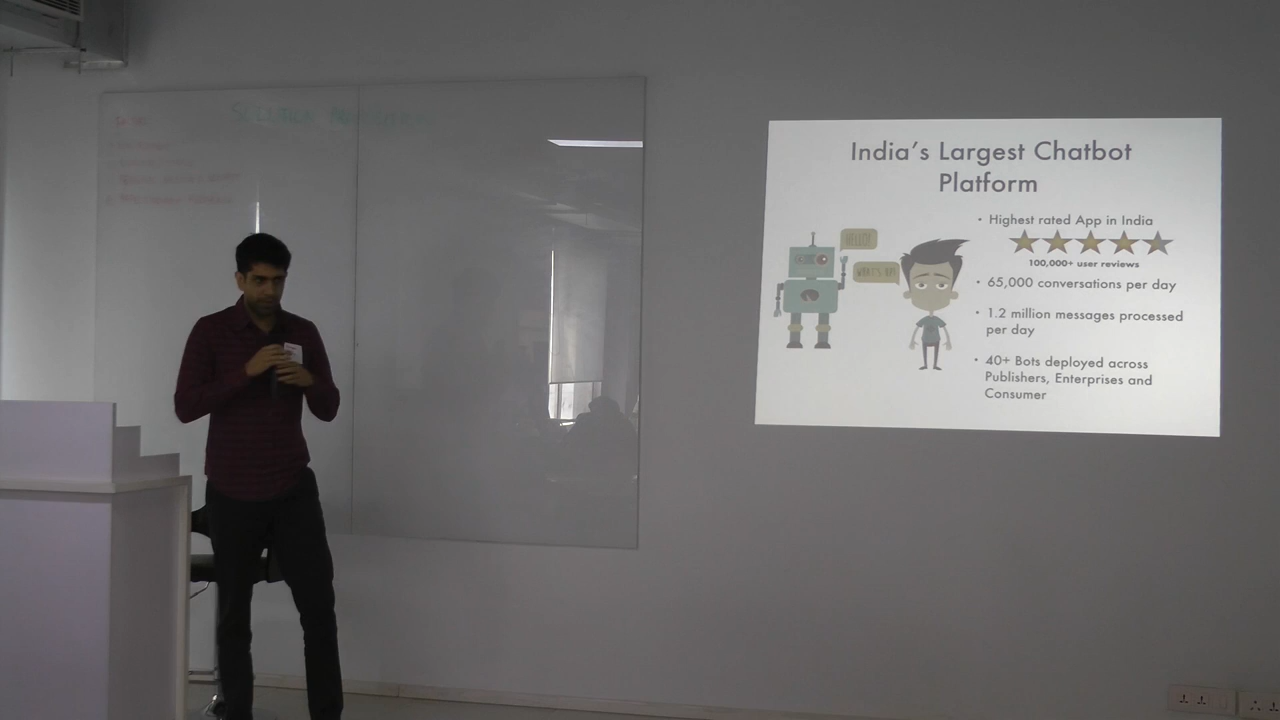 India's Largest Chatbot
Platform
• Highest rated App in India
100,000+ user reviews
• 65,000 conversations per day
• 1.2 million messages processed
per day
• 40+ Bots deployed across
Publishers, Enterprises and
Consumer
HELLO!
WHAT'S UP!